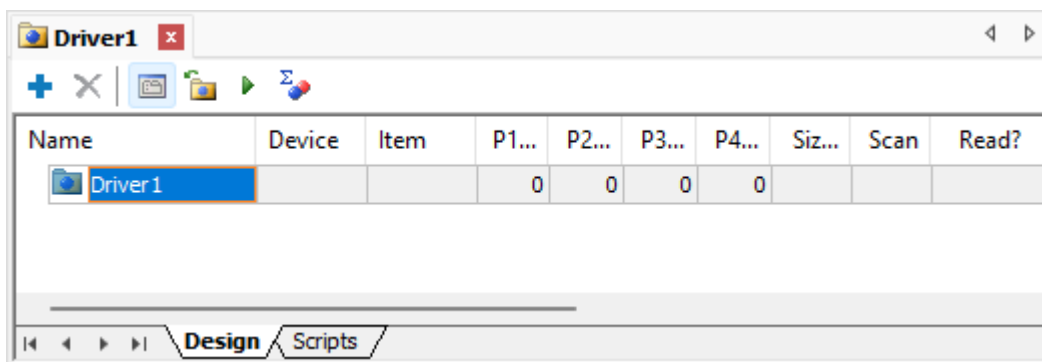 Driver1
Name Device Item P1... P2... P3... P4... Siz... Scan Read?
Driver1 0 0 0 0
Design Scripts